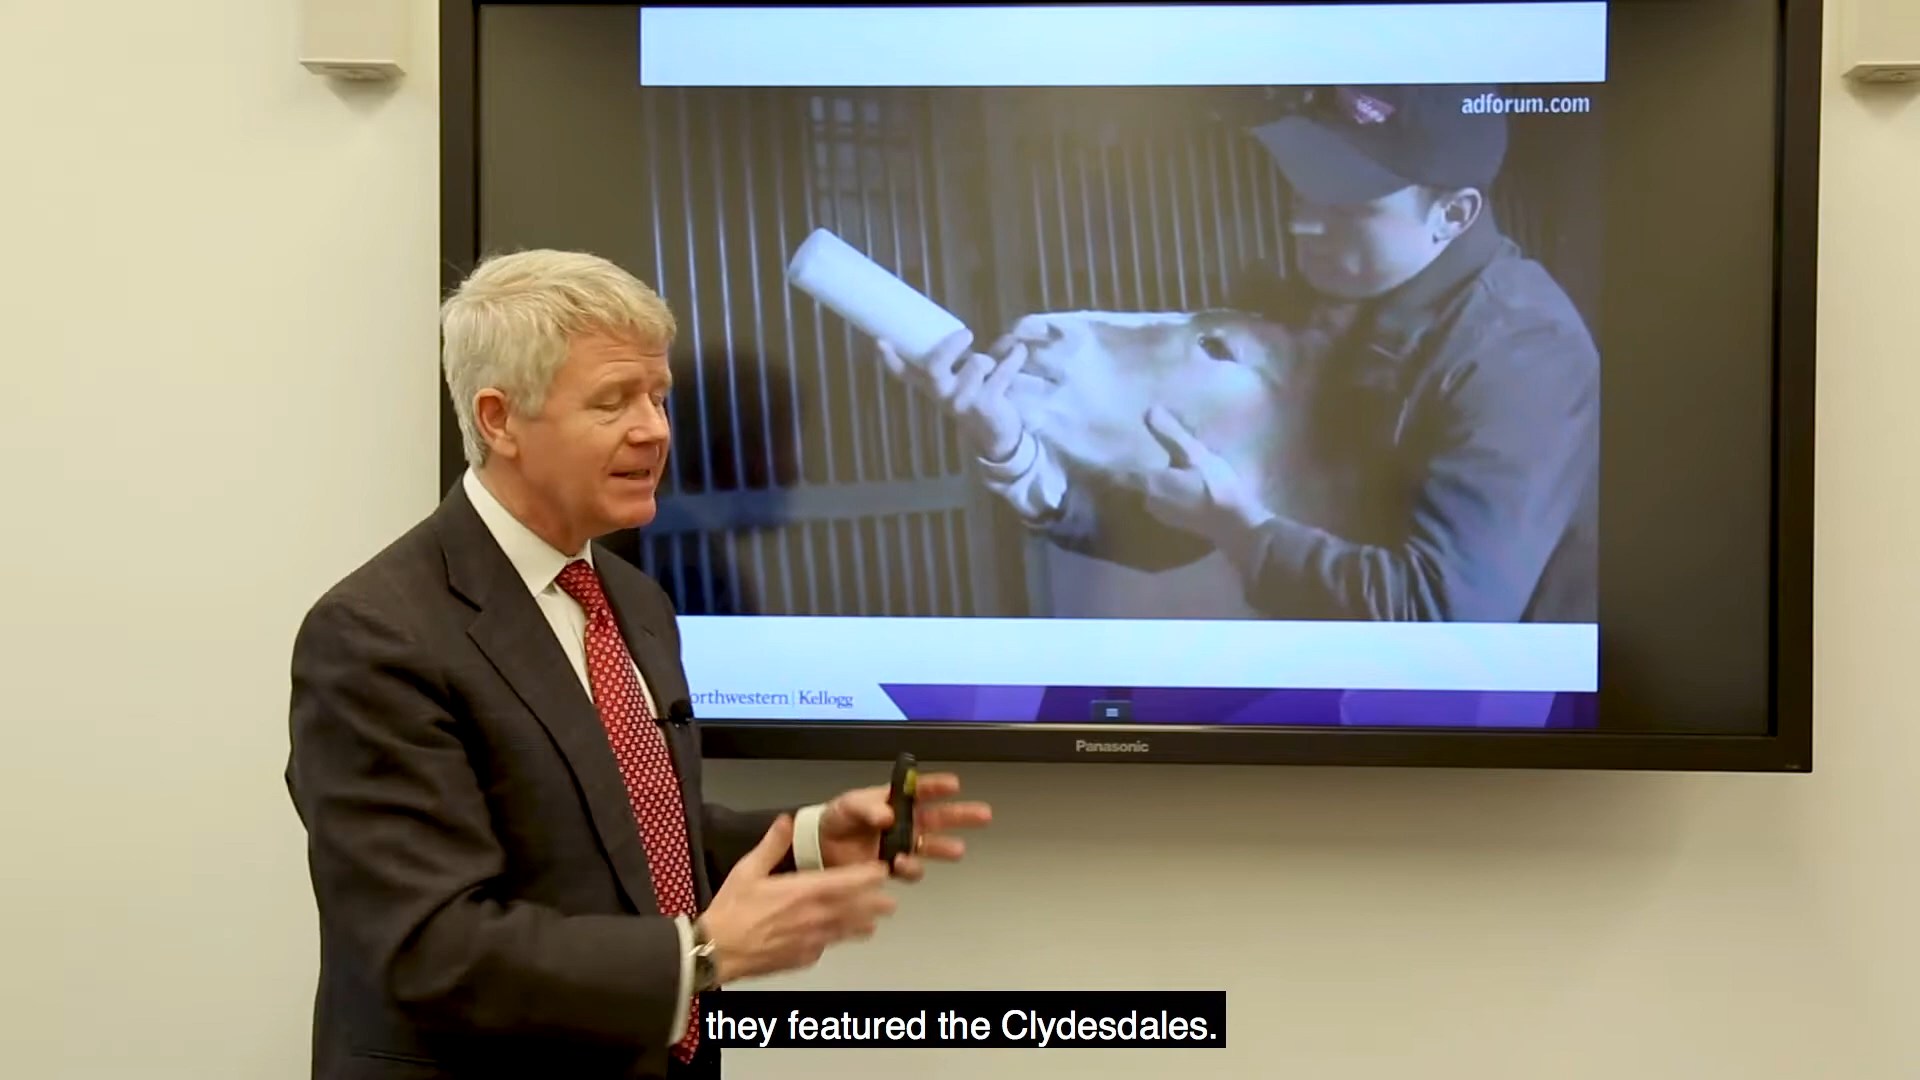 adforum.com
orthwestern | Kellogg
Panasonic
they featured the Clydesdales.